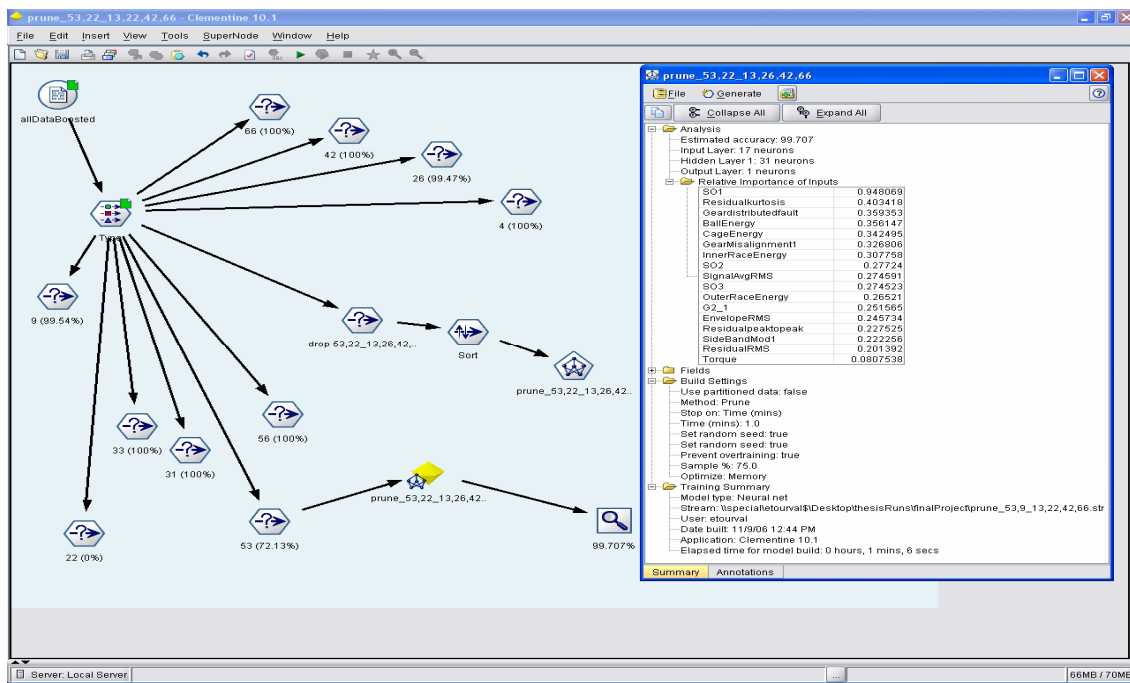 prune_53,22_13,22,42,66 - Clementine 10.1
File Edit Insert View Tools SuperNode Window Help
allDataBoosted
66 (100%)
42 (100%)
26 (99.47%)
4 (100%)
Type
9 (99.54%)
drop 53,22_13,26,42,..
Sort
prune_53,22_13,26,42..
56 (100%)
33 (100%)
31 (100%)
prune_53,22_13,26,42..
22 (0%)
53 (72.13%)
99.707%
prune_53,22_13,26,42,66
File Generate
Collapse All Expand All
Analysis
Estimated accuracy: 99.707
Input Layer: 17 neurons
Hidden Layer 1: 31 neurons
Output Layer: 1 neurons
Relative Importance of Inputs
SO1 0.948069
Residualkurtosis 0.403418
Geardistributedfault 0.359353
BallEnergy 0.356147
CageEnergy 0.342495
GearMisalignment1 0.326806
InnerRaceEnergy 0.307758
SO2 0.27724
SignalAvgRMS 0.274591
SO3 0.274523
OuterRaceEnergy 0.26521
G2_1 0.251565
EnvelopeRMS 0.245734
Residualpeaktopeak 0.227525
SideBandMod1 0.222256
ResidualRMS 0.201392
Torque 0.0807538
Fields
Build Settings
Use partitioned data: false
Method: Prune
Stop on: Time (mins)
Time (mins): 1.0
Set random seed: true
Set random seed: true
Prevent overtraining: true
Sample %: 75.0
Optimize: Memory
Training Summary
Model type: Neural net
Stream: \\special\etourval$\Desktop\thesisRuns\finalProject\prune_53,9_13,22,42,66.str
User: etourval
Date built: 11/9/06 12:44 PM
Application: Clementine 10.1
Elapsed time for model build: 0 hours, 1 mins, 6 secs
Summary Annotations
Server: Local Server
...
66MB / 70MB